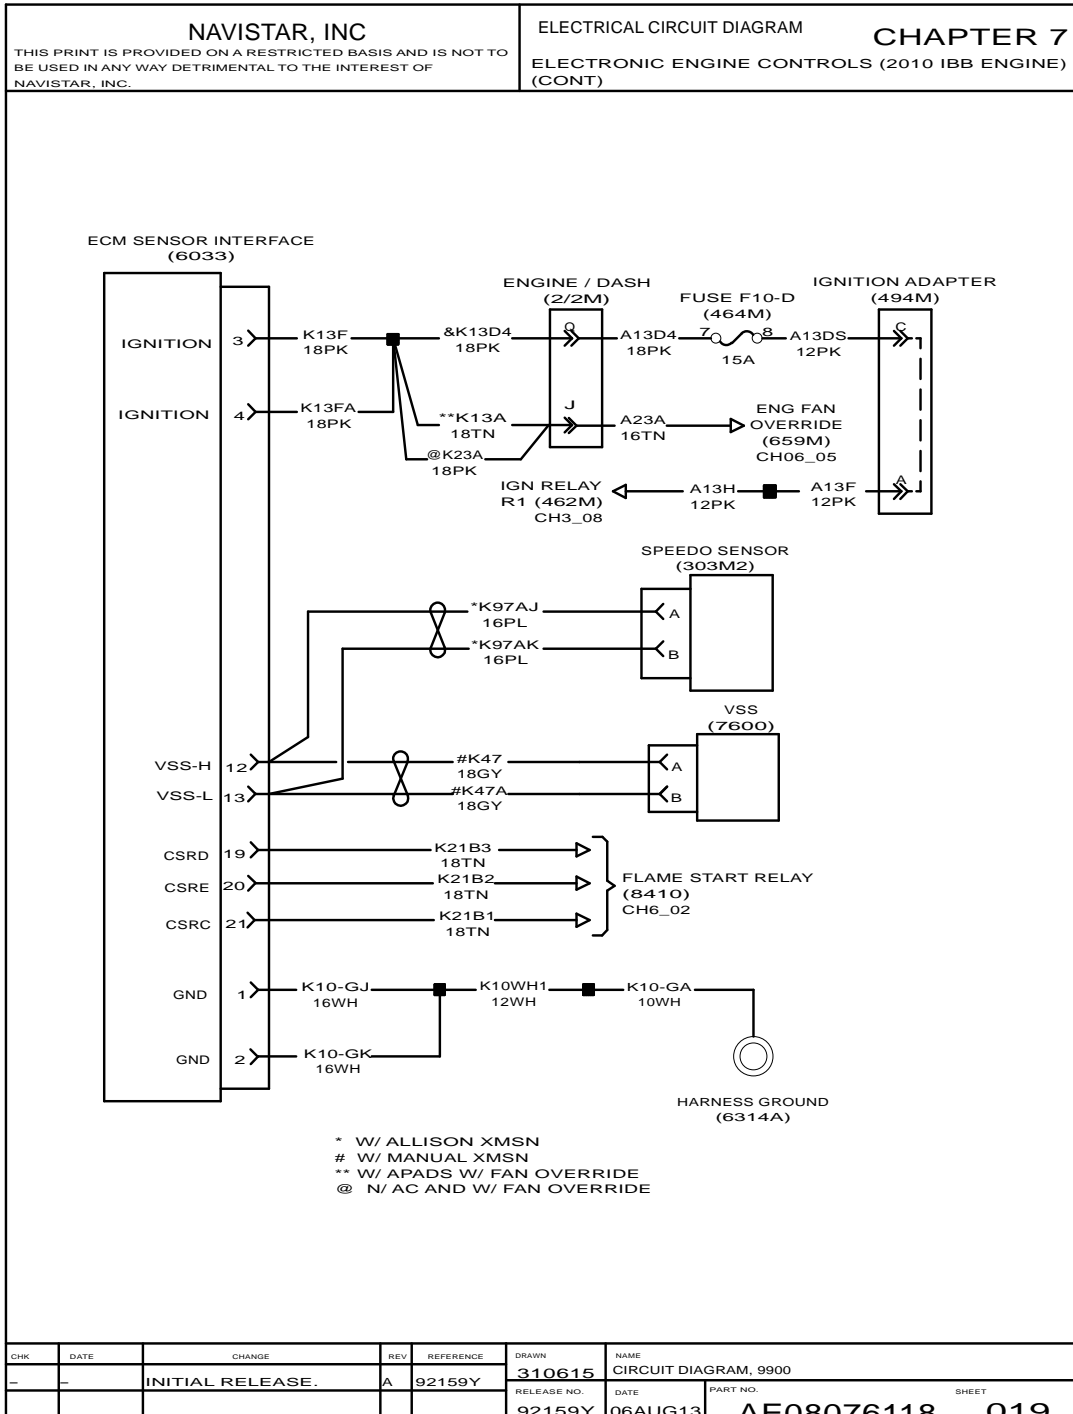 NAVISTAR, INC
THIS PRINT IS PROVIDED ON A RESTRICTED BASIS AND IS NOT TO
BE USED IN ANY WAY DETRIMENTAL TO THE INTEREST OF
NAVISTAR, INC.
ELECTRICAL CIRCUIT DIAGRAM
CHAPTER 7
ELECTRONIC ENGINE CONTROLS (2010 IBB ENGINE)
(CONT)
ECM SENSOR INTERFACE
(6033)
ENGINE / DASH
(2/2M)
FUSE F10-D
(464M)
IGNITION ADAPTER
(494M)
IGNITION 3 K13F
18PK
&K13D4
18PK
Q
A13D4
18PK
7 8
15A
A13DS
12PK
C
IGNITION 4 K13FA
18PK
**K13A
18TN
@K23A
18PK
J
A23A
16TN
ENG FAN
OVERRIDE
(659M)
CH06_05
IGN RELAY
R1 (462M)
CH3_08
A13H
12PK
A13F
12PK
A
SPEEDO SENSOR
(303M2)
*K97AJ
16PL
A
*K97AK
16PL
B
VSS
(7600)
VSS-H 12
#K47
18GY
A
VSS-L 13
#K47A
18GY
B
CSRD 19
K21B3
18TN
CSRE 20
K21B2
18TN
CSRC 21
K21B1
18TN
FLAME START RELAY
(8410)
CH6_02
GND 1 K10-GJ
16WH
K10WH1
12WH
K10-GA
10WH
GND 2 K10-GK
16WH
HARNESS GROUND
(6314A)
* W/ ALLISON XMSN
# W/ MANUAL XMSN
** W/ APADS W/ FAN OVERRIDE
@ N/ AC AND W/ FAN OVERRIDE
CHK DATE CHANGE REV REFERENCE
– – INITIAL RELEASE. A 92159Y
DRAWN
310615
NAME
CIRCUIT DIAGRAM, 9900
RELEASE NO.
92159Y
DATE
06AUG13
PART NO.
AE08076118
SHEET
019